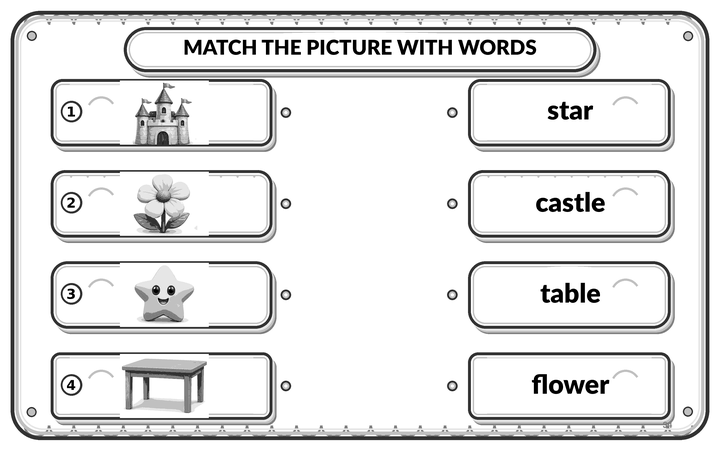 MATCH THE PICTURE WITH WORDS
1 star
2 castle
3 table
4 flower